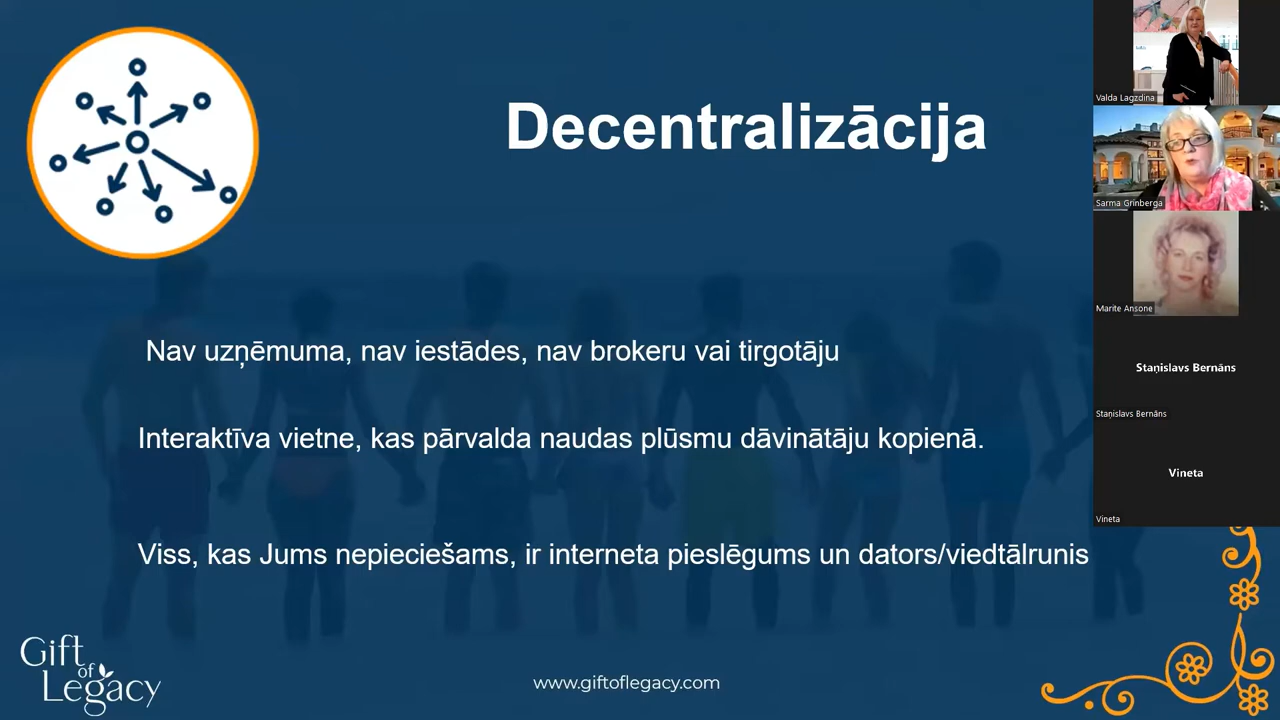 Decentralizācija
Nav uzņēmuma, nav iestādes, nav brokeru vai tirgotāju
Interaktīva vietne, kas pārvalda naudas plūsmu dāvinātāju kopienā.
Viss, kas Jums nepieciešams, ir interneta pieslēgums un dators/viedtālrunis
Gift
of
Legacy
www.giftoflegacy.com
Valda Lagzdina
Sarma Grinberga
Marite Ansone
Staņislavs Bernāns
Staņislavs Bernāns
Vineta
Vineta